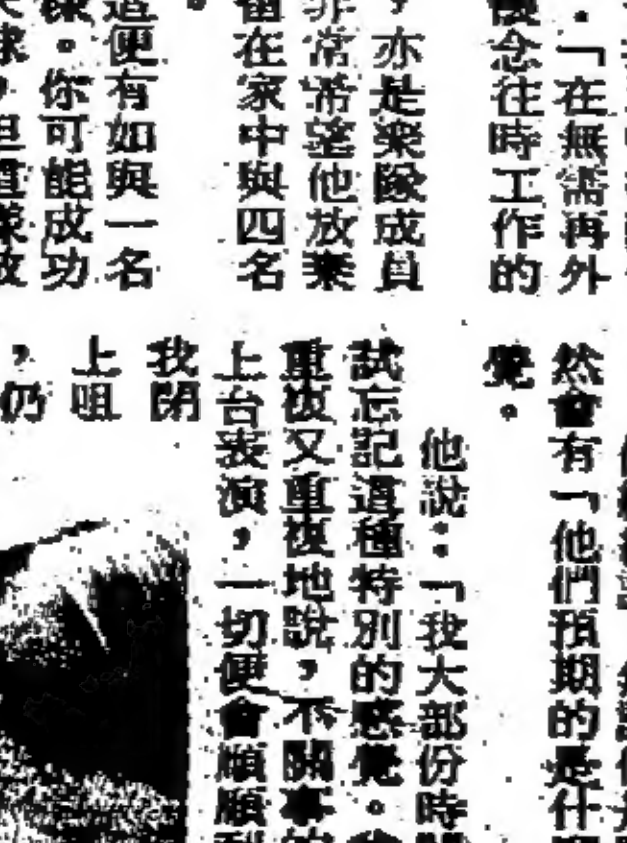 ．「在無需再外
念往時工作的
，亦是樂隊成員
非常希望他放棄
留在家中與四名
。
這便有如與一名
。你可能成功
然會有「他們預期的是什
覺。
他說：「我大部份時
試忘記這種特別的感覺。
重複又重複地說，不關事的
上台表演，一切便會順順利
我閉
上咀
，仍